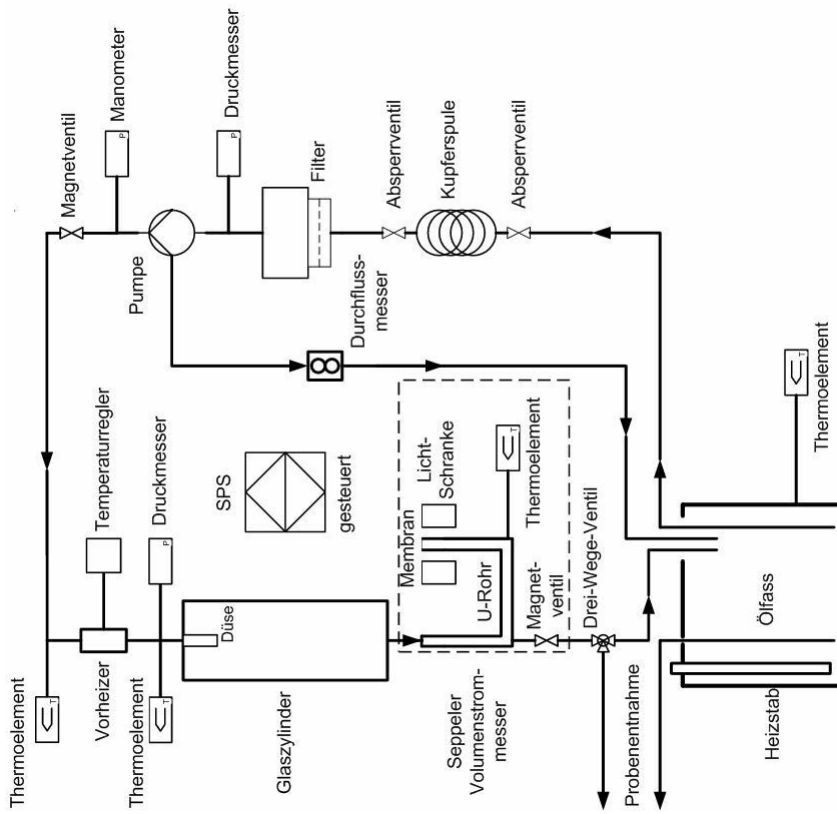 Magnetventil
Manometer
Pumpe
Druckmesser
Filter
Durchfluss-
messer
Absperrventil
Kupferspule
Absperrventil
Thermoelement
Vorheizer
Temperaturregler
Thermoelement
Druckmesser
SPS
gesteuert
Düse
Glaszylinder
Membran
Licht-
Schranke
U-Rohr
Thermoelement
Magnet-
ventil
Seppeler
Volumenstrom-
messer
Drei-Wege-Ventil
Probenentnahme
Ölfass
Heizstab
Thermoelement
P
P
P
T
T
T
T